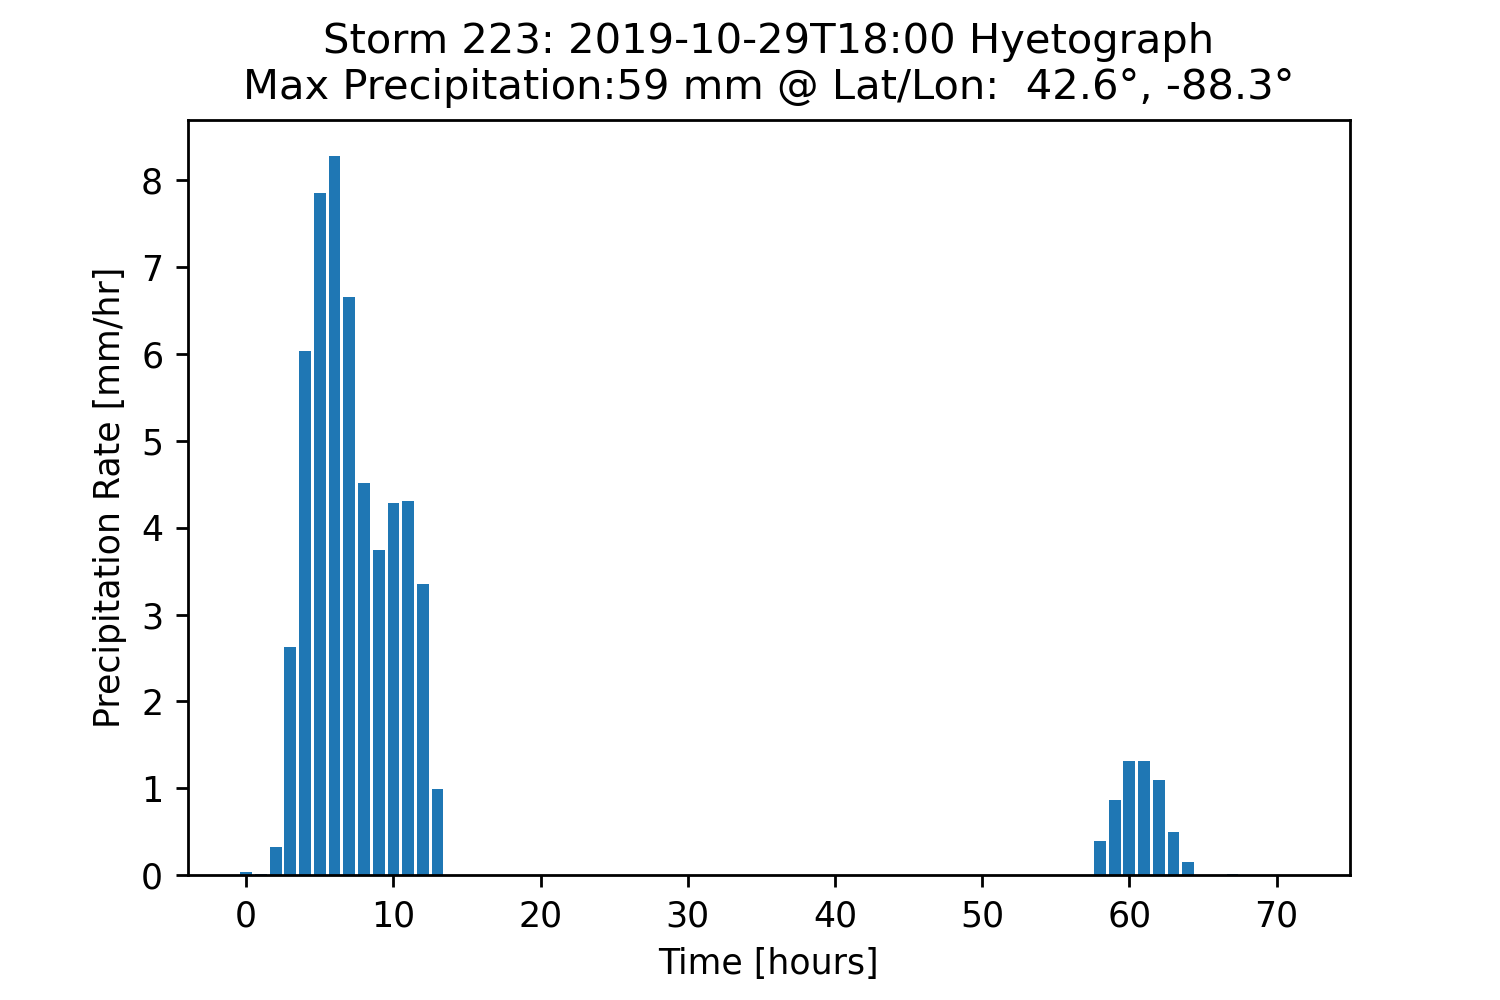 Storm 223: 2019-10-29T18:00 Hyetograph
Max Precipitation:59 mm @ Lat/Lon:  42.6°, -88.3°
Precipitation Rate [mm/hr]
8
7
6
5
4
3
2
1
0
0 10 20 30 40 50 60 70
Time [hours]